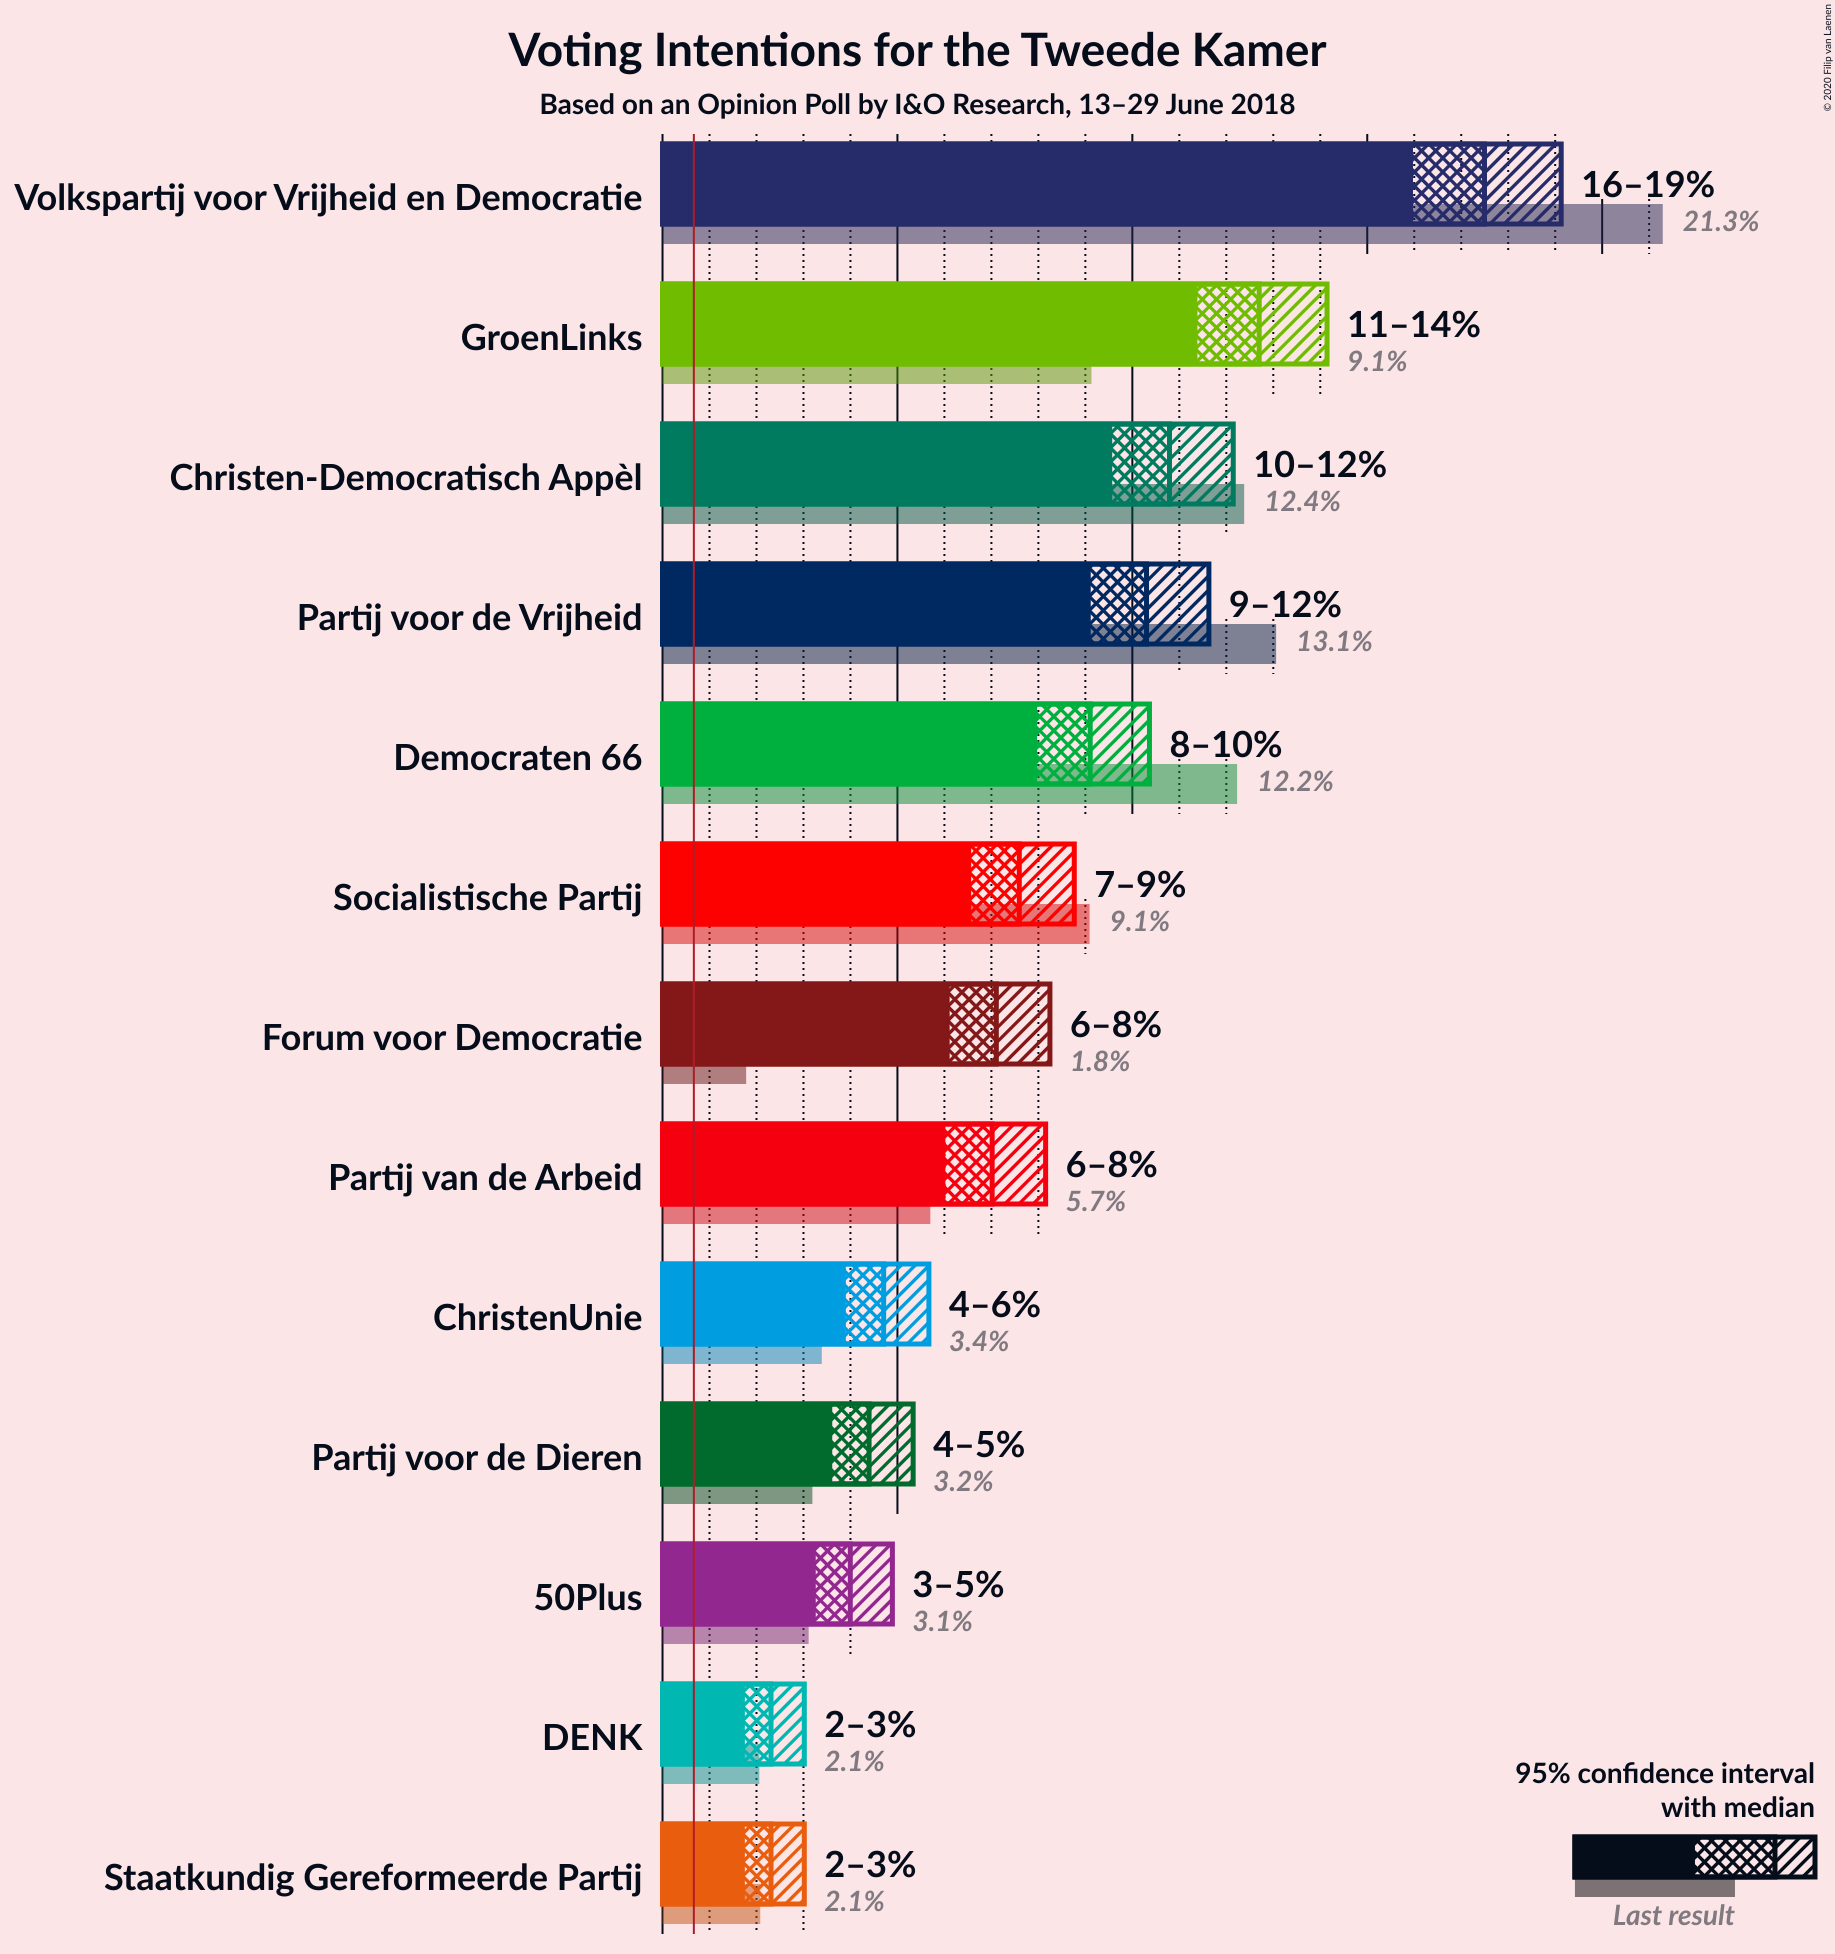 Voting Intentions for the Tweede Kamer
Based on an Opinion Poll by I&O Research, 13–29 June 2018
© 2020 Filip van Laenen
Volkspartij voor Vrijheid en Democratie
16–19%
21.3%
GroenLinks
11–14%
9.1%
Christen-Democratisch Appèl
10–12%
12.4%
Partij voor de Vrijheid
9–12%
13.1%
Democraten 66
8–10%
12.2%
Socialistische Partij
7–9%
9.1%
Forum voor Democratie
6–8%
1.8%
Partij van de Arbeid
6–8%
5.7%
ChristenUnie
4–6%
3.4%
Partij voor de Dieren
4–5%
3.2%
50Plus
3–5%
3.1%
DENK
2–3%
2.1%
Staatkundig Gereformeerde Partij
2–3%
2.1%
95% confidence interval
with median
Last result